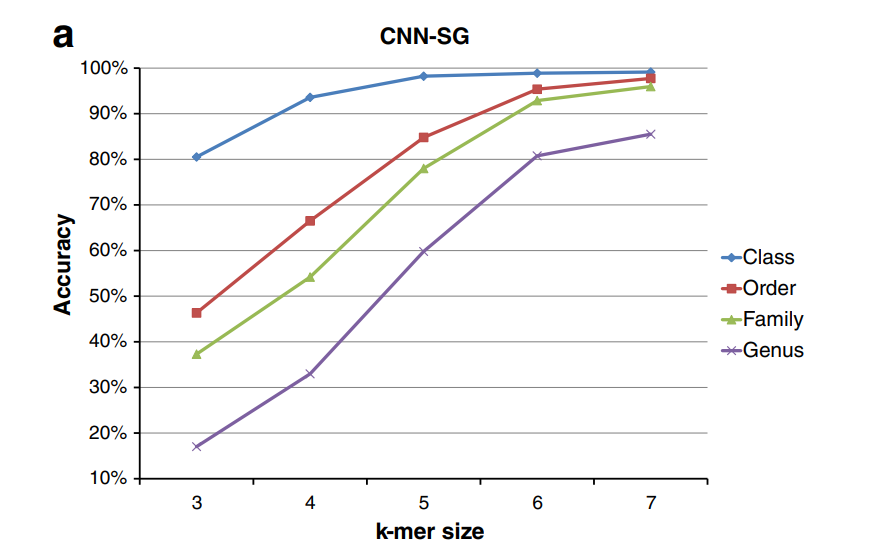 a
CNN-SG
100%
90%
80%
70%
60%
50%
40%
30%
20%
10%
Accuracy
3 4 5 6 7
k-mer size
Class
Order
Family
Genus